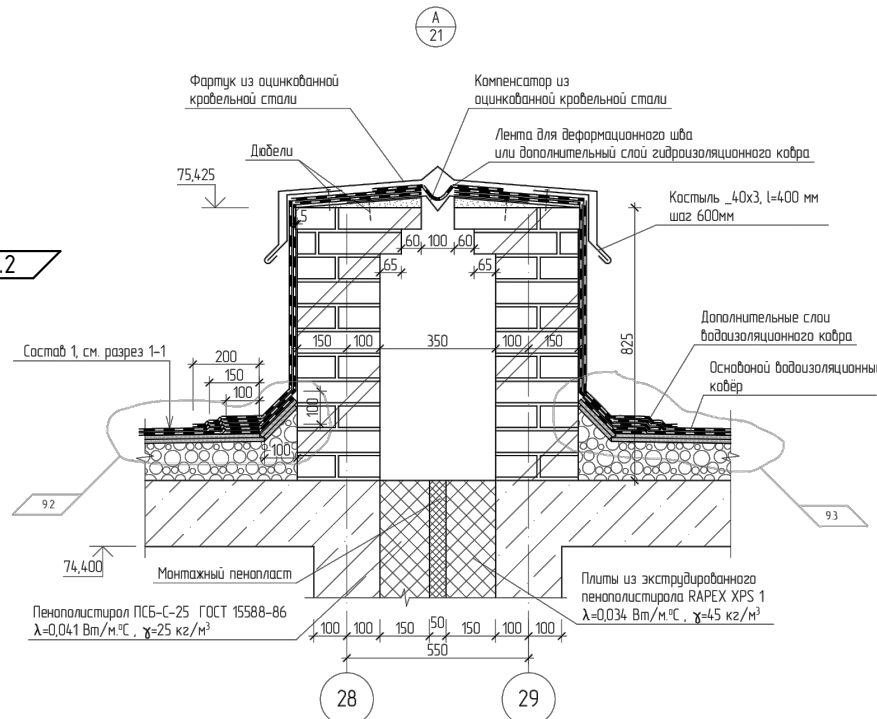 А
21
Фартук из оцинкованной
кровельной стали
Компенсатор из
оцинкованной кровельной стали
Дюбели
Лента для деформационного шва
или дополнительный слой гидроизоляционного ковра
75,425
Костыль _40х3, l=400 мм
шаг 600мм
5
60
100
60
65
65
.2
150
100
350
100
150
825
Дополнительные слои
водоизоляционного ковра
Состав 1, см. разрез 1-1
200
150
100
Основоной водоизоляционный
ковёр
100
100
9.2
9.3
74,400
Монтажный пенопласт
Плиты из экструдированного
пенополистирола RAPEX XPS 1
λ=0,034 Вт/м.ºС , γ=45 кг/м³
Пенополистирол ПСБ-С-25 ГОСТ 15588-86
λ=0,041 Вт/м.ºС , γ=25 кг/м³
100
100
150
50
150
100
100
550
28
29